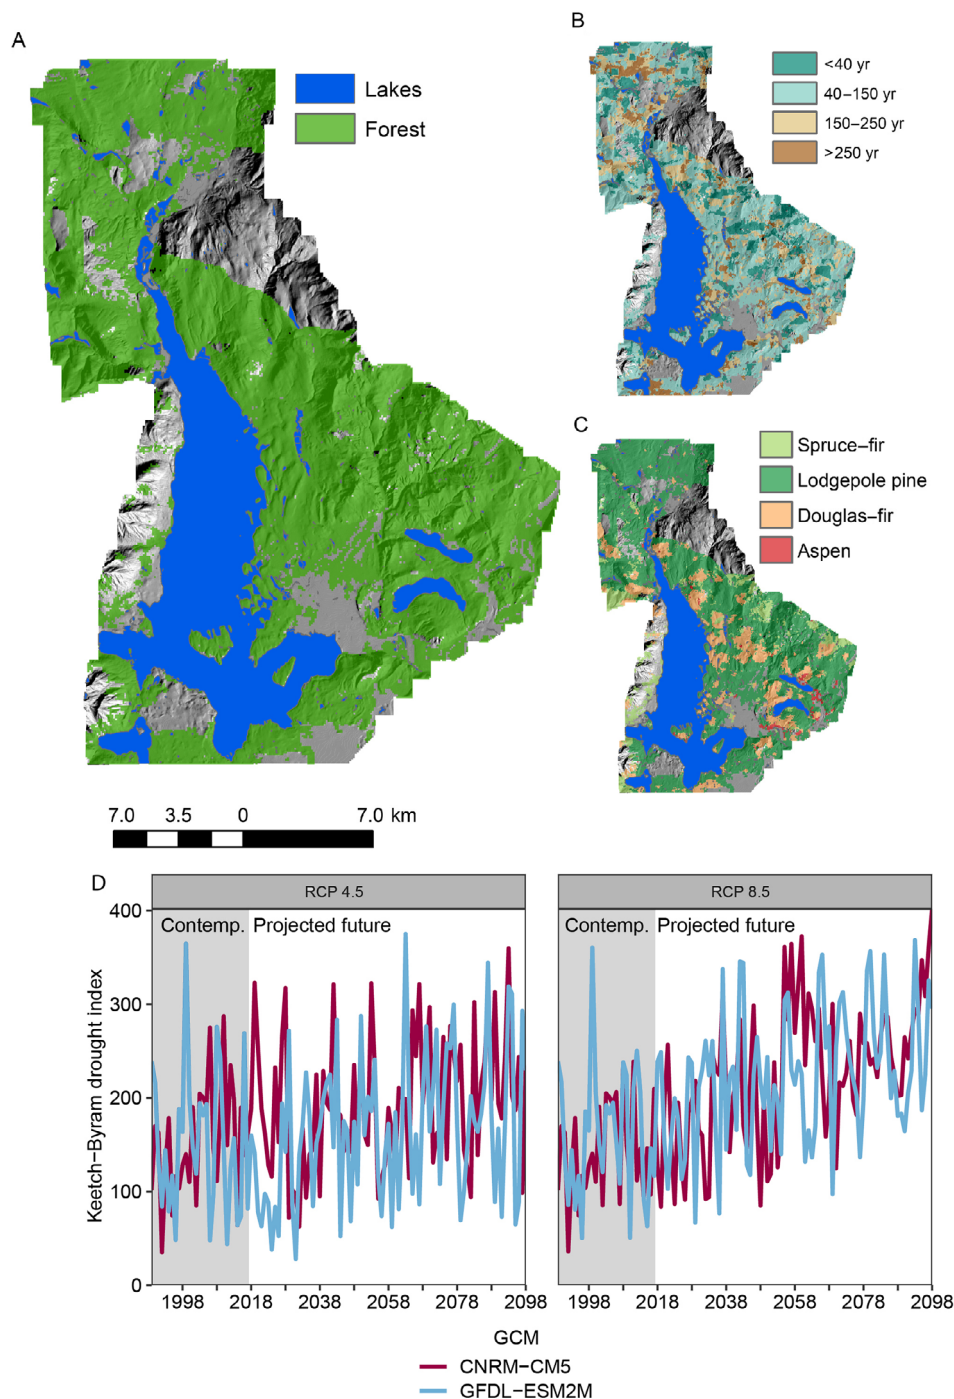 A
Lakes
Forest
B
<40 yr
40–150 yr
150–250 yr
>250 yr
C
Spruce–fir
Lodgepole pine
Douglas–fir
Aspen
7.0 3.5 0 7.0 km
D
RCP 4.5 RCP 8.5
Contemp. Projected future Contemp. Projected future
Keetch–Byram drought index
400
300
200
100
0
1998 2018 2038 2058 2078 2098 1998 2018 2038 2058 2078 2098
GCM
CNRM–CM5
GFDL–ESM2M